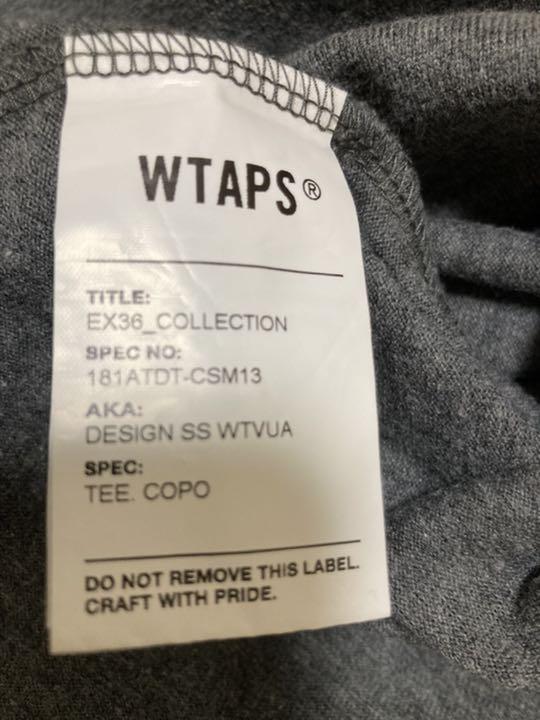 WTAPS®
TITLE:
EX36_COLLECTION
SPEC NO:
181ATDT-CSM13
AKA:
DESIGN SS WTVUA
SPEC:
TEE. COPO
DO NOT REMOVE THIS LABEL.
CRAFT WITH PRIDE.